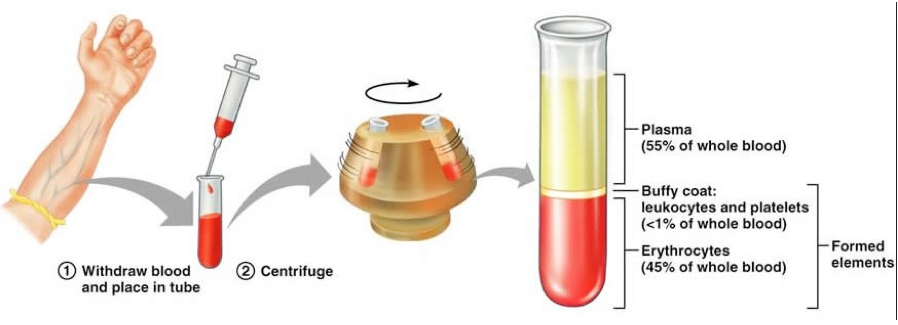 ① Withdraw blood
and place in tube
② Centrifuge
Plasma
(55% of whole blood)
Buffy coat:
leukocytes and platelets
(<1% of whole blood)
Erythrocytes
(45% of whole blood)
Formed
elements